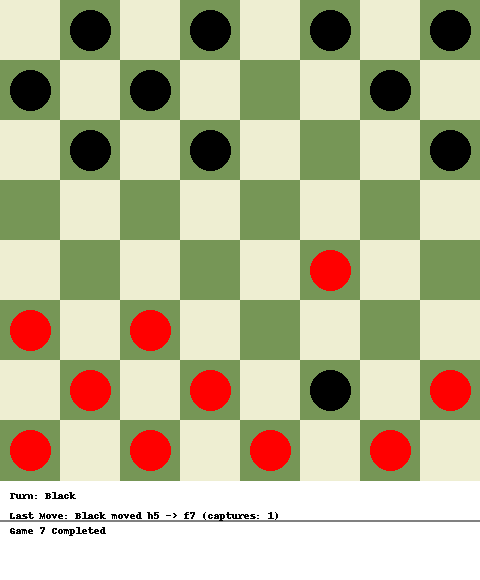 Turn: Black
Last Move: Black moved h5 -> f7 (captures: 1)
Game 7 Completed